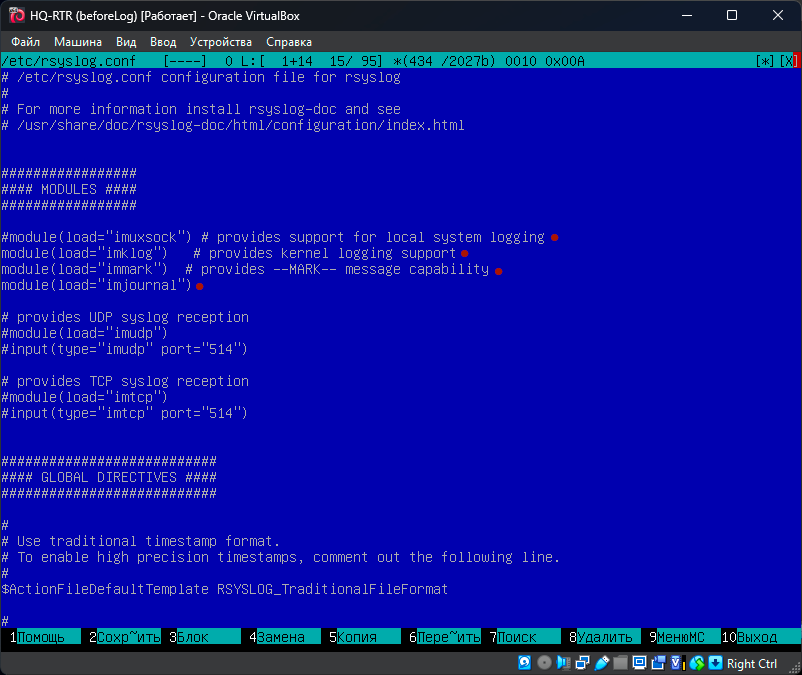 HQ-RTR (beforeLog) [Работает] - Oracle VirtualBox
Файл Машина Вид Ввод Устройства Справка
/etc/rsyslog.conf [----] 0 L:[ 1+14 15/ 95] *(434 /2027b) 0010 0x00A [*][X]
# /etc/rsyslog.conf configuration file for rsyslog
#
# For more information install rsyslog-doc and see
# /usr/share/doc/rsyslog-doc/html/configuration/index.html
#################
#### MODULES ####
#################
#module(load="imuxsock") # provides support for local system logging
module(load="imklog") # provides kernel logging support
module(load="immark") # provides --MARK-- message capability
module(load="imjournal")
# provides UDP syslog reception
#module(load="imudp")
#input(type="imudp" port="514")
# provides TCP syslog reception
#module(load="imtcp")
#input(type="imtcp" port="514")
###########################
#### GLOBAL DIRECTIVES ####
###########################
#
# Use traditional timestamp format.
# To enable high precision timestamps, comment out the following line.
#
$ActionFileDefaultTemplate RSYSLOG_TraditionalFileFormat
#
1Помощь 2Сохр~ить 3Блок 4Замена 5Копия 6Пере~ить 7Поиск 8Удалить 9МенюMC 10Выход
Right Ctrl